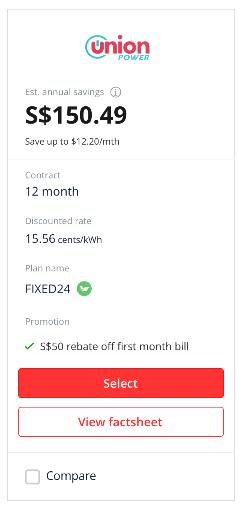 union
POWER
Est. annual savings
S$150.49
Save up to $12.20/mth
Contract
12 month
Discounted rate
15.56 cents/kWh
Plan name
FIXED24
Promotion
S$50 rebate off first month bill
Select
View factsheet
Compare